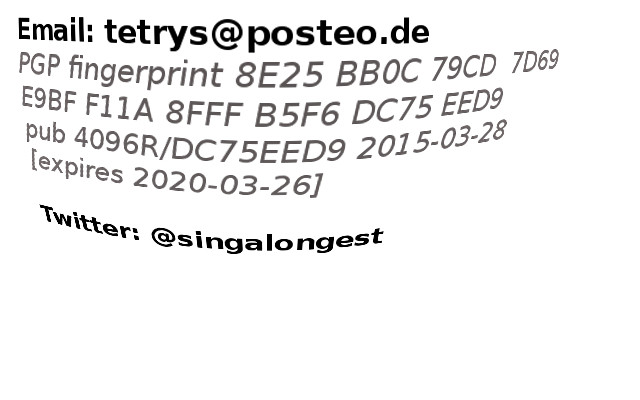 Email: tetrys@posteo.de
PGP fingerprint 8E25 BB0C 79CD 7D69
E9BF F11A 8FFF B5F6 DC75 EED9
pub 4096R/DC75EED9 2015-03-28
[expires 2020-03-26]
Twitter: @singalongest